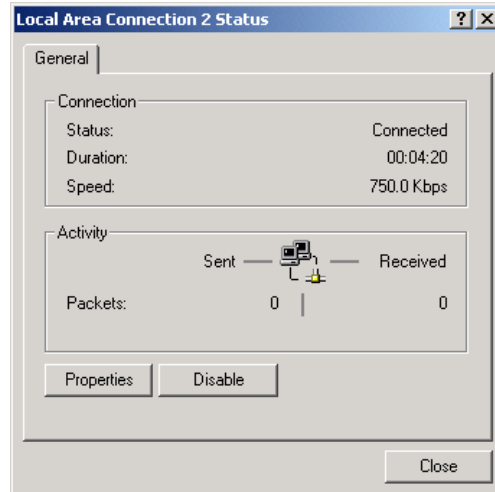 Local Area Connection 2 Status
General
Connection
Status: Connected
Duration: 00:04:20
Speed: 750.0 Kbps
Activity
Sent Received
Packets: 0 0
Properties Disable
Close